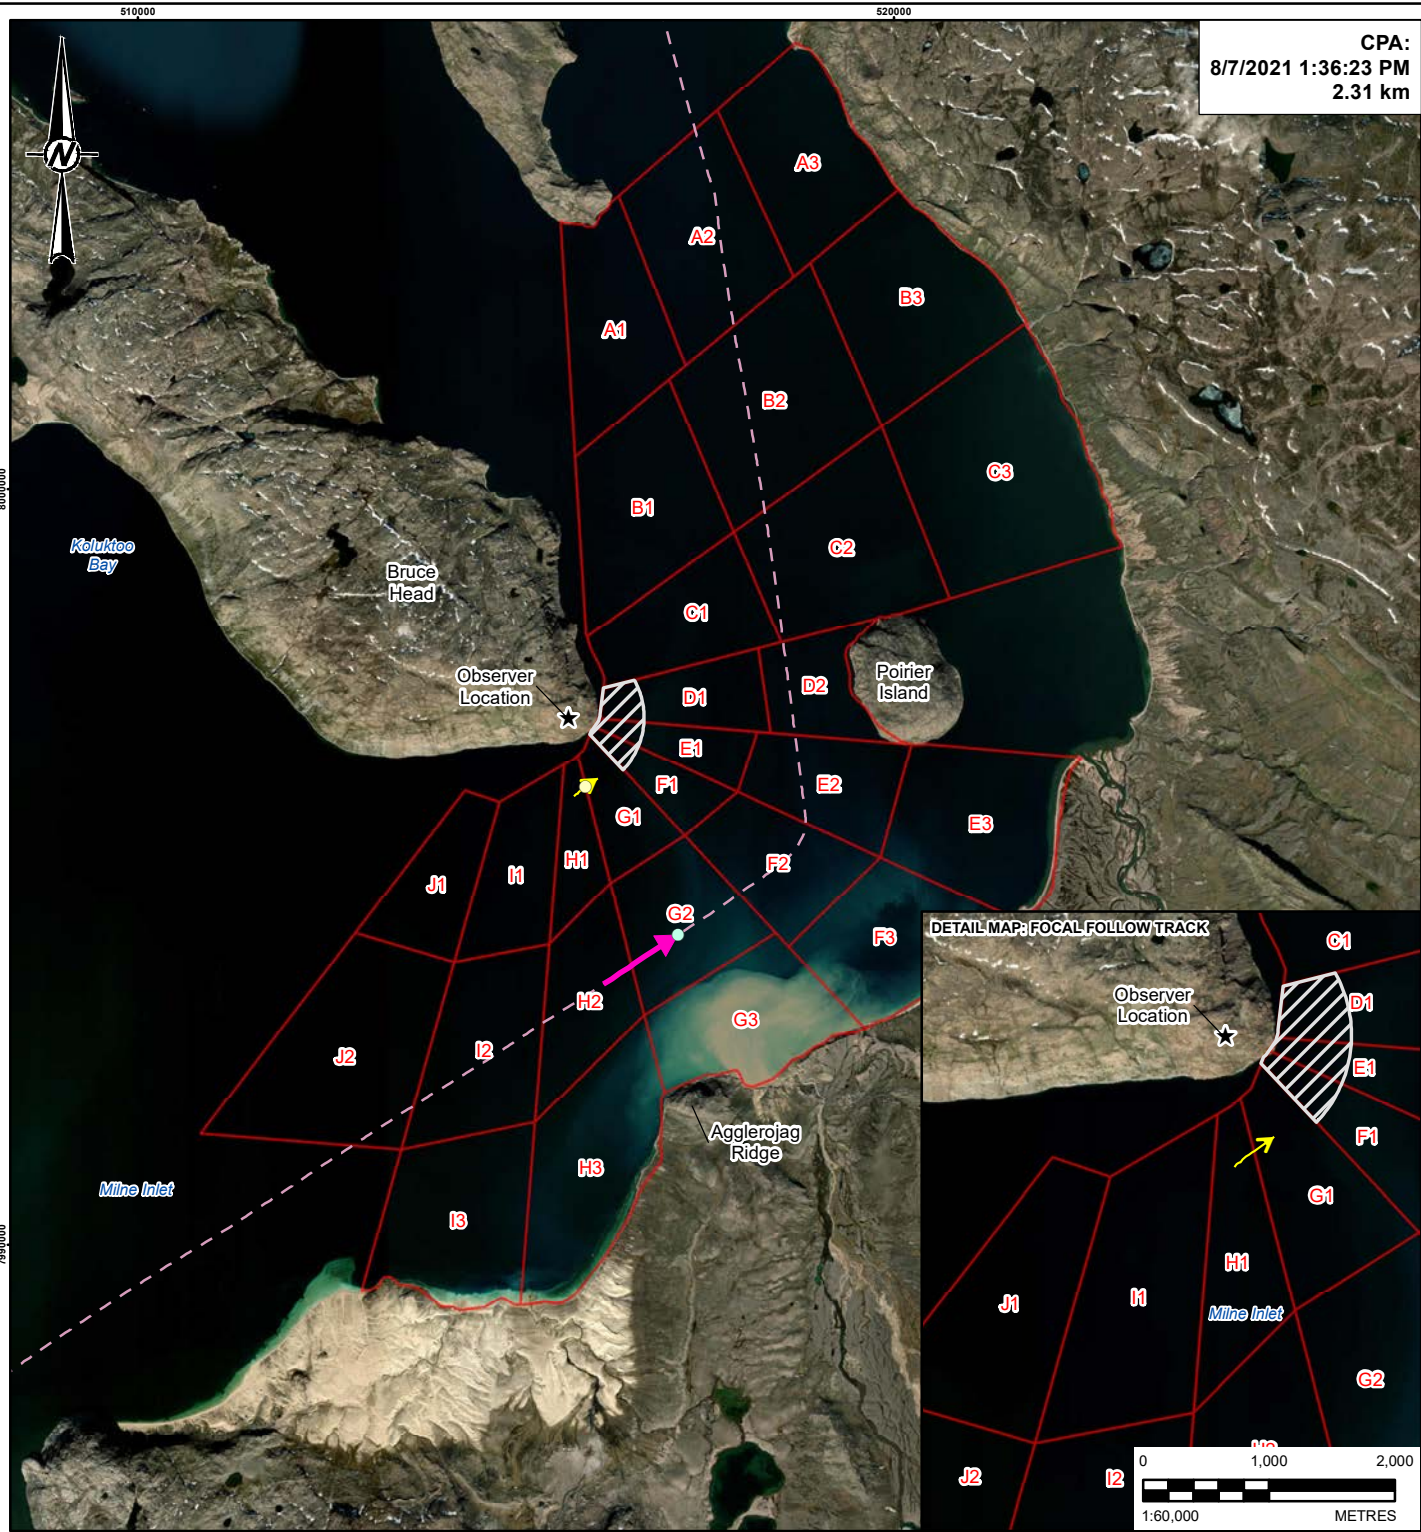 510000
520000
CPA:
8/7/2021 1:36:23 PM
2.31 km
N
A3
A2
A1
B3
B2
B1
C3
C2
C1
8000000
Koluktoo
Bay
Bruce
Head
Observer
Location
D1
D2
Poirier
Island
E1
E2
E3
F1
F2
F3
G1
G2
G3
H1
H2
H3
I1
I2
I3
J1
J2
Agglerojag
Ridge
Milne Inlet
7990000
DETAIL MAP: FOCAL FOLLOW TRACK
C1
Observer
Location
D1
E1
F1
G1
H1
I1
J1
Milne Inlet
G2
H2
I2
J2
0 1,000 2,000
1:60,000 METRES